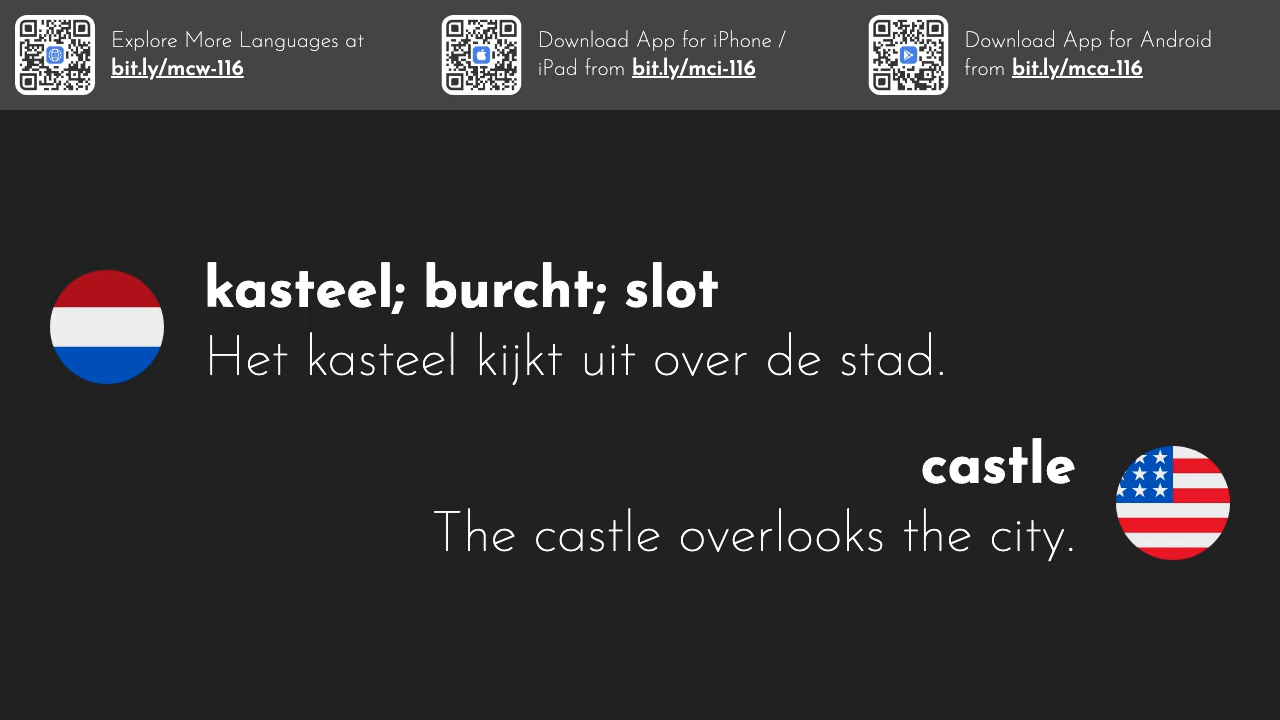 Explore More Languages at
bit.ly/mcw-116
Download App for iPhone /
iPad from bit.ly/mci-116
Download App for Android
from bit.ly/mca-116
kasteel; burcht; slot
Het kasteel kijkt uit over de stad.
castle
The castle overlooks the city.